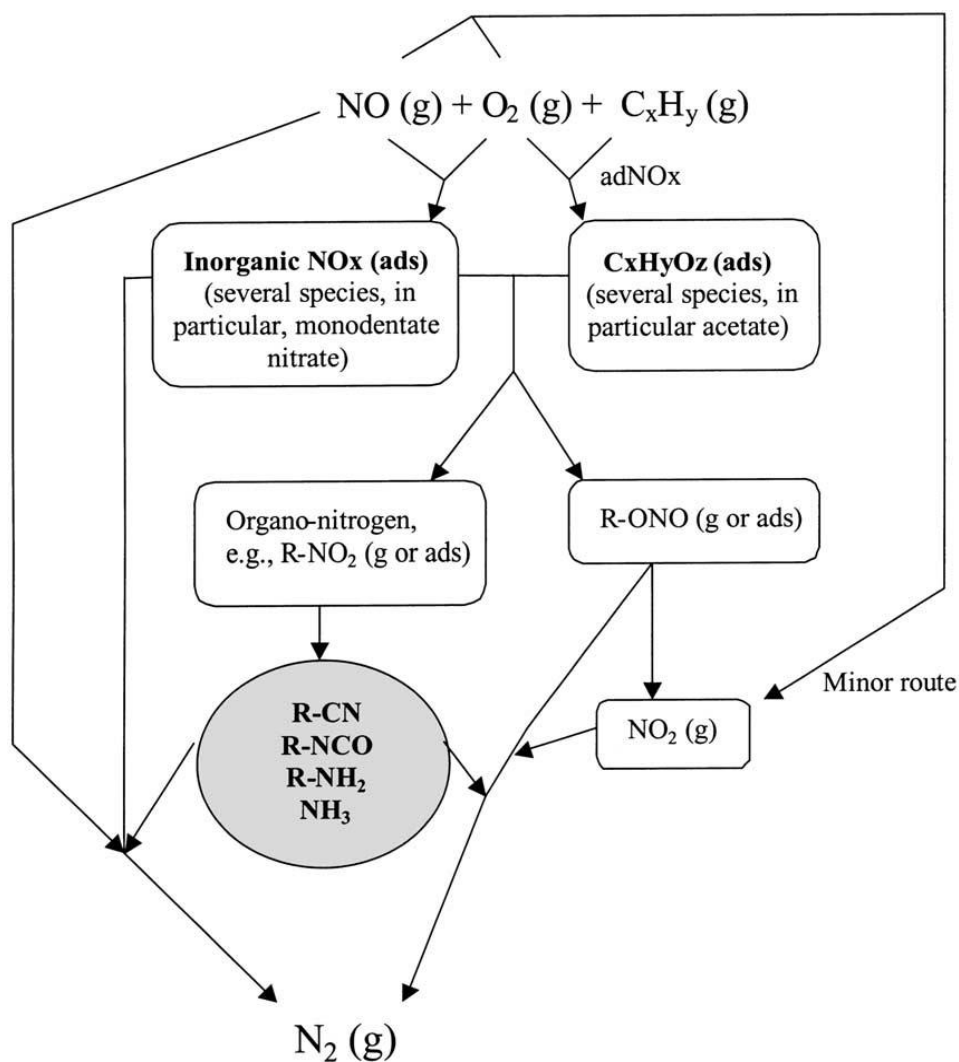 NO (g) + O₂ (g) + CₓHᵧ (g)
adNOx
Inorganic NOx (ads)
(several species, in
particular, monodentate
nitrate)
CxHyOz (ads)
(several species, in
particular acetate)
Organo-nitrogen,
e.g., R-NO₂ (g or ads)
R-ONO (g or ads)
R-CN
R-NCO
R-NH₂
NH₃
Minor route
NO₂ (g)
N₂ (g)